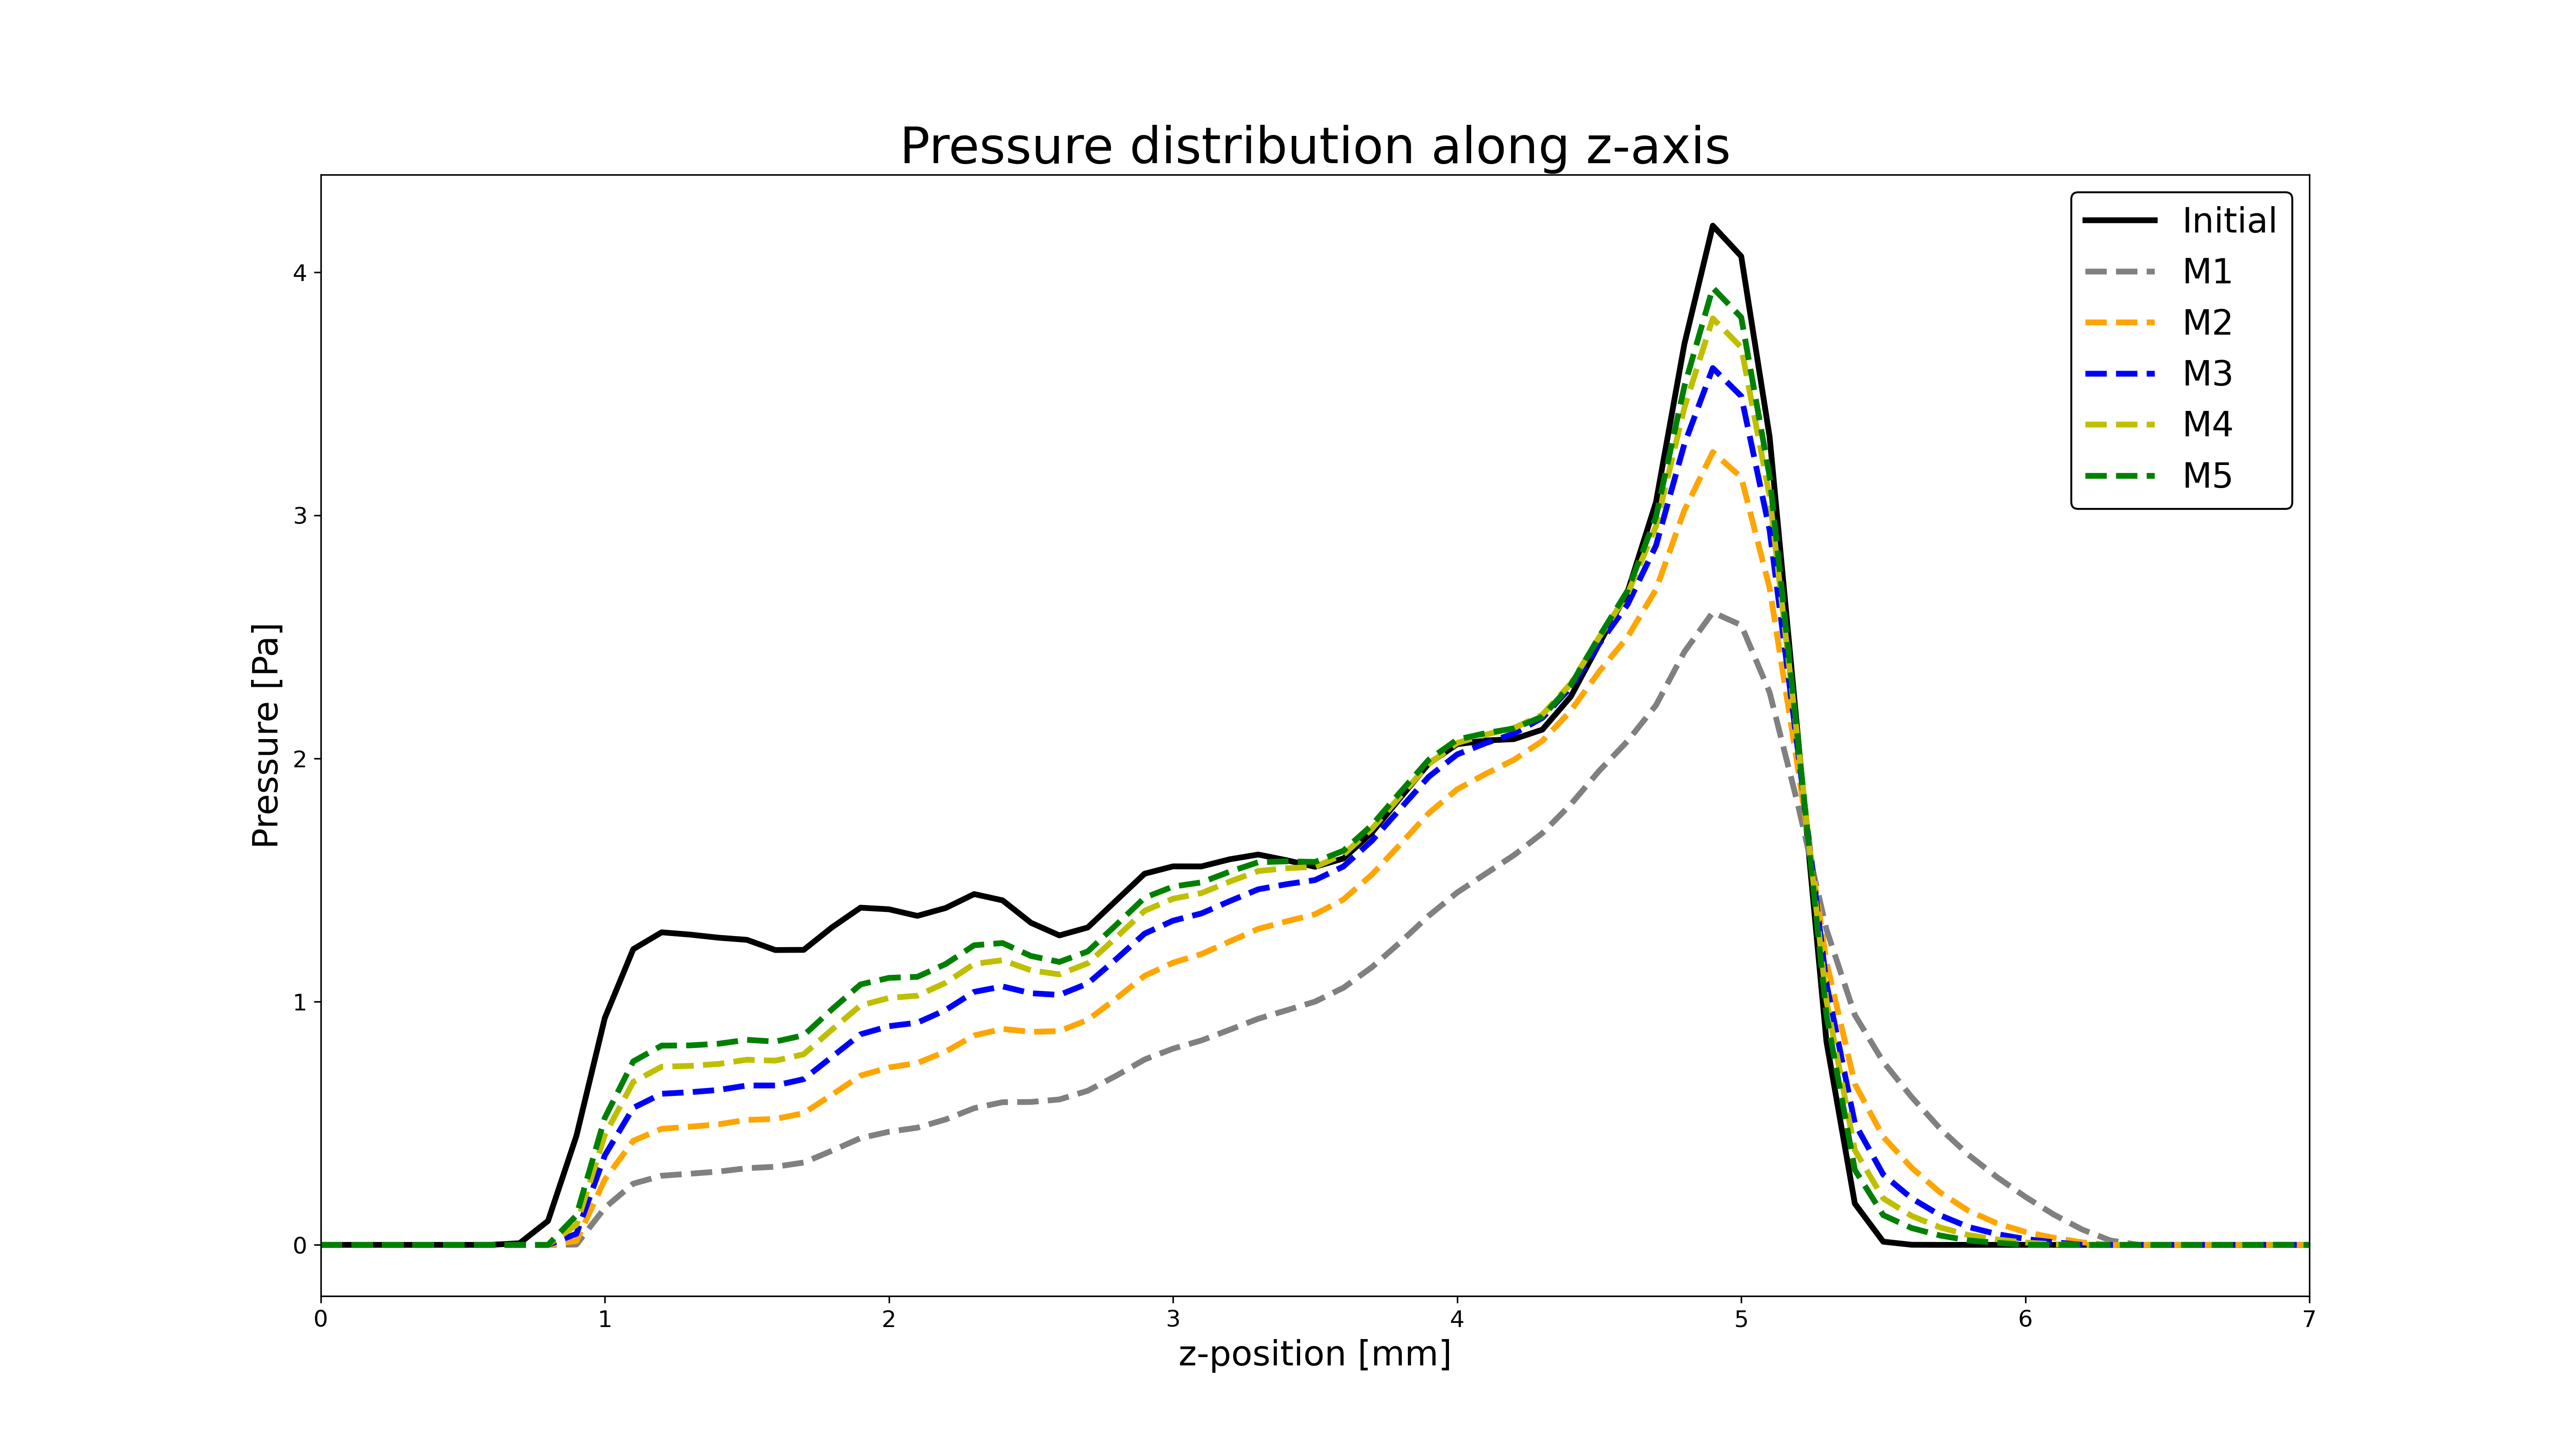 Pressure distribution along z-axis
Initial
M1
M2
M3
M4
M5
Pressure [Pa]
4
3
2
1
0
0 1 2 3 4 5 6 7
z-position [mm]